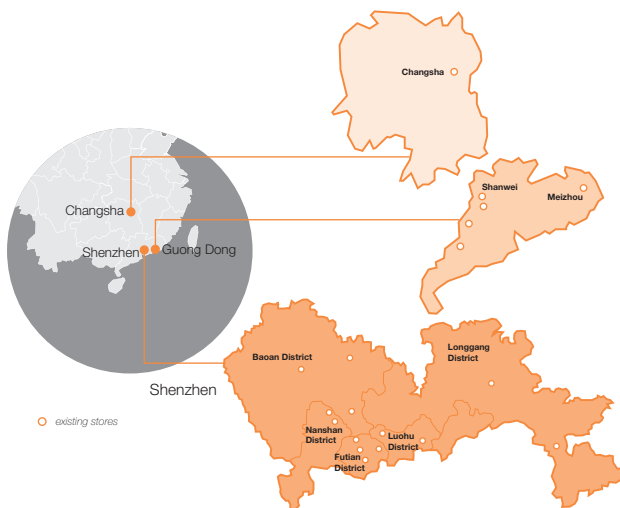 Changsha
Shanwei
Meizhou
Changsha
Shenzhen
Guong Dong
Baoan District
Longgang
District
Shenzhen
existing stores
Nanshan
District
Luohu
District
Futian
District